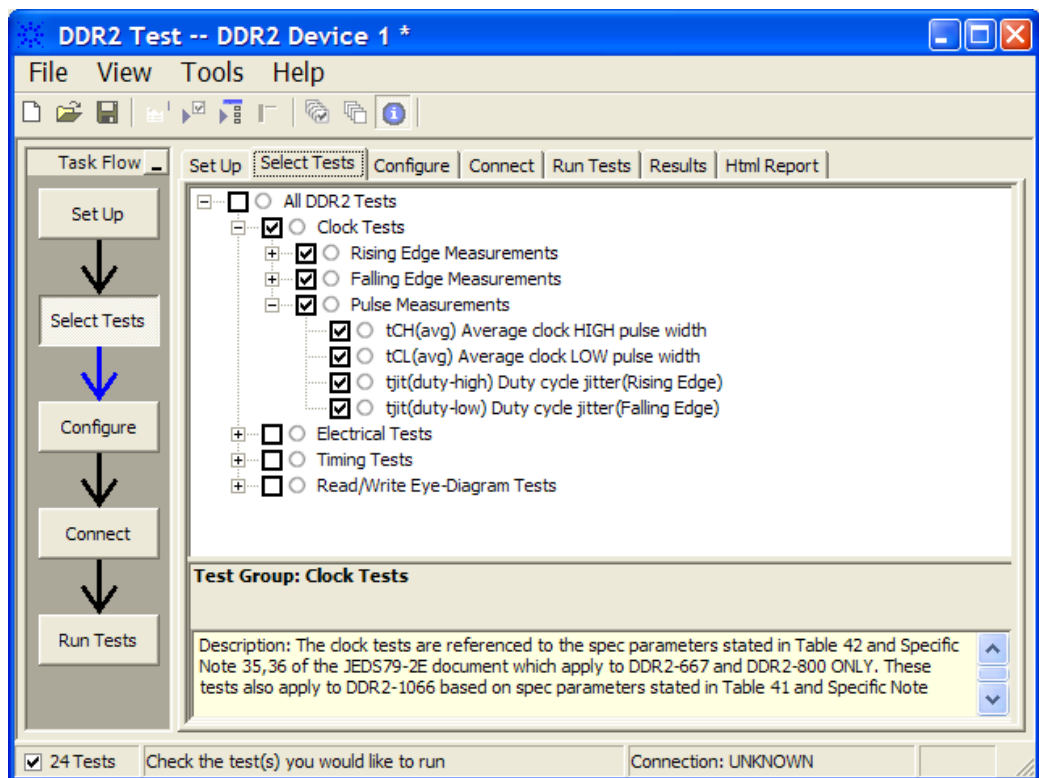 DDR2 Test -- DDR2 Device 1 *
File View Tools Help
Task Flow
Set Up Select Tests Configure Connect Run Tests Results Html Report
Set Up
Select Tests
Configure
Connect
Run Tests
All DDR2 Tests
Clock Tests
Rising Edge Measurements
Falling Edge Measurements
Pulse Measurements
tCH(avg) Average clock HIGH pulse width
tCL(avg) Average clock LOW pulse width
tjit(duty-high) Duty cycle jitter(Rising Edge)
tjit(duty-low) Duty cycle jitter(Falling Edge)
Electrical Tests
Timing Tests
Read/Write Eye-Diagram Tests
Test Group: Clock Tests
Description: The clock tests are referenced to the spec parameters stated in Table 42 and Specific
Note 35,36 of the JEDS79-2E document which apply to DDR2-667 and DDR2-800 ONLY. These
tests also apply to DDR2-1066 based on spec parameters stated in Table 41 and Specific Note
24 Tests Check the test(s) you would like to run Connection: UNKNOWN